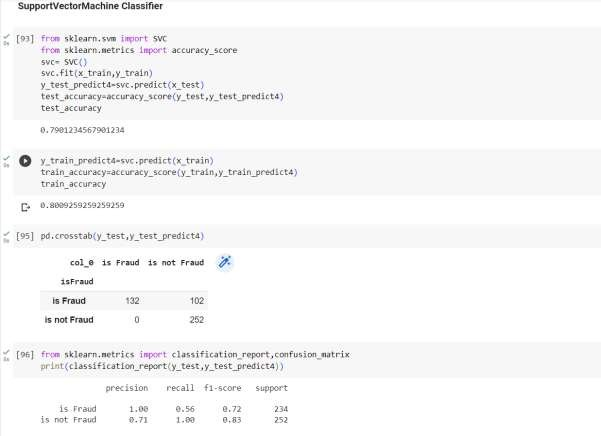 SupportVectorMachine Classifier
[93] from sklearn.svm import SVC
from sklearn.metrics import accuracy_score
svc= SVC()
svc.fit(x_train,y_train)
y_test_predict4=svc.predict(x_test)
test_accuracy=accuracy_score(y_test,y_test_predict4)
test_accuracy
0.7901234567901234
y_train_predict4=svc.predict(x_train)
train_accuracy=accuracy_score(y_train,y_train_predict4)
train_accuracy
0.8009259259259259
[95] pd.crosstab(y_test,y_test_predict4)
col_0 is Fraud is not Fraud
isFraud
is Fraud 132 102
is not Fraud 0 252
[96] from sklearn.metrics import classification_report,confusion_matrix
print(classification_report(y_test,y_test_predict4))
precision recall f1-score support
is Fraud 1.00 0.56 0.72 234
is not Fraud 0.71 1.00 0.83 252